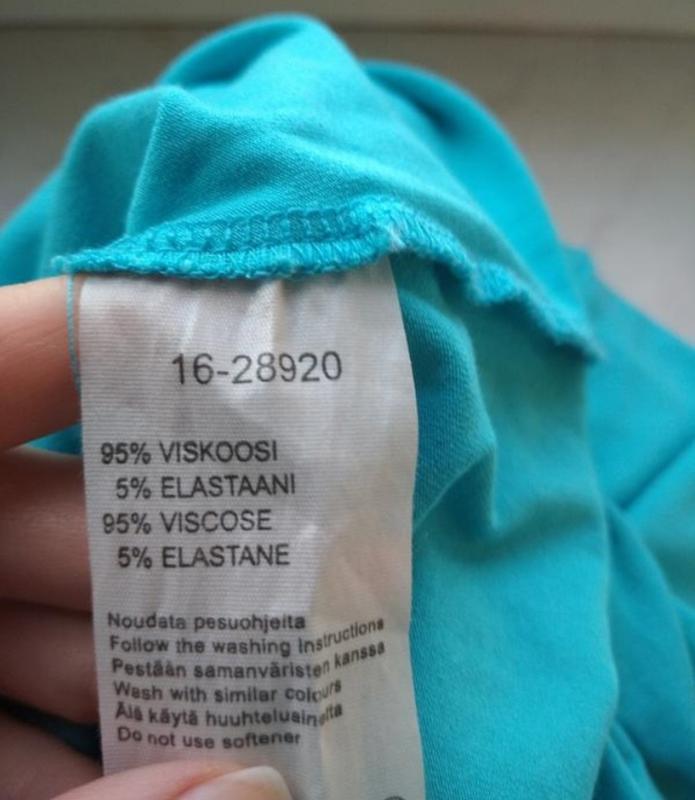 16-28920
95% VISKOOSI
5% ELASTAANI
95% VISCOSE
5% ELASTANE
Noudata pesuohjeita
Follow the washing instructions
Pestään samanväristen kanssa
Wash with similar colours
Älä käytä huuhteluainetta
Do not use softener